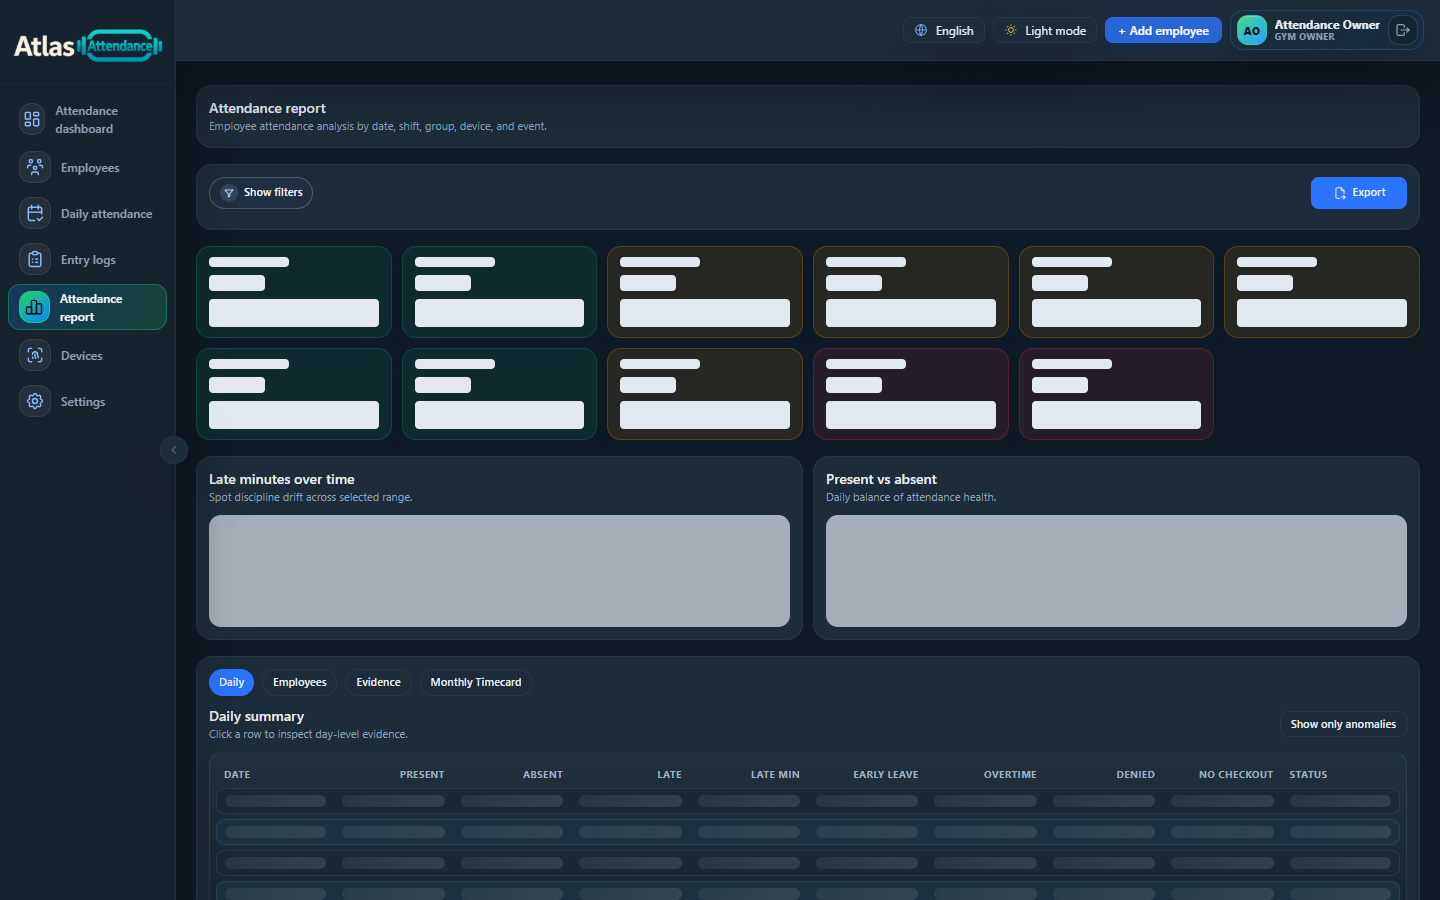 Atlas Attendance
English
Light mode
+ Add employee
AO
Attendance Owner
GYM OWNER
Attendance
dashboard
Employees
Daily attendance
Entry logs
Attendance
report
Devices
Settings
Attendance report
Employee attendance analysis by date, shift, group, device, and event.
Show filters
Export
Late minutes over time
Spot discipline drift across selected range.
Present vs absent
Daily balance of attendance health.
Daily
Employees
Evidence
Monthly Timecard
Daily summary
Click a row to inspect day-level evidence.
Show only anomalies
DATE PRESENT ABSENT LATE LATE MIN EARLY LEAVE OVERTIME DENIED NO CHECKOUT STATUS